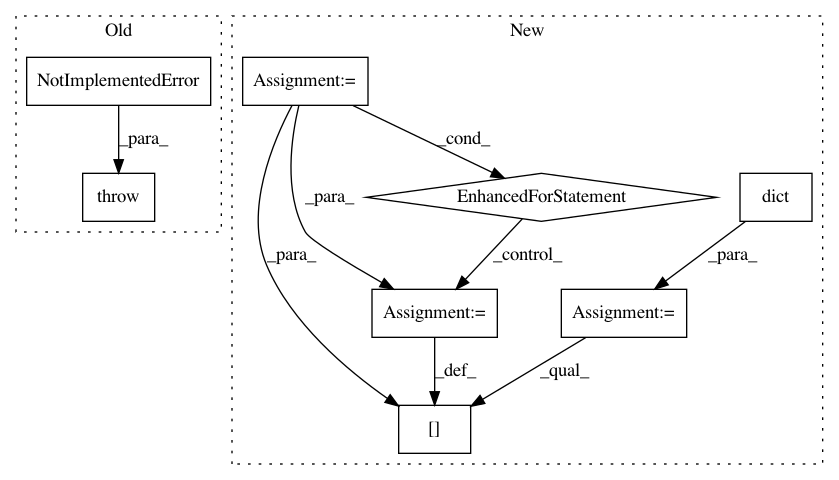 Old
New
NotImplementedError
Assignment:=
_para_
_cond_
throw
EnhancedForStatement
dict
_para_
_para_
_control_
_para_
Assignment:=
Assignment:=
_def_
_qual_
[]